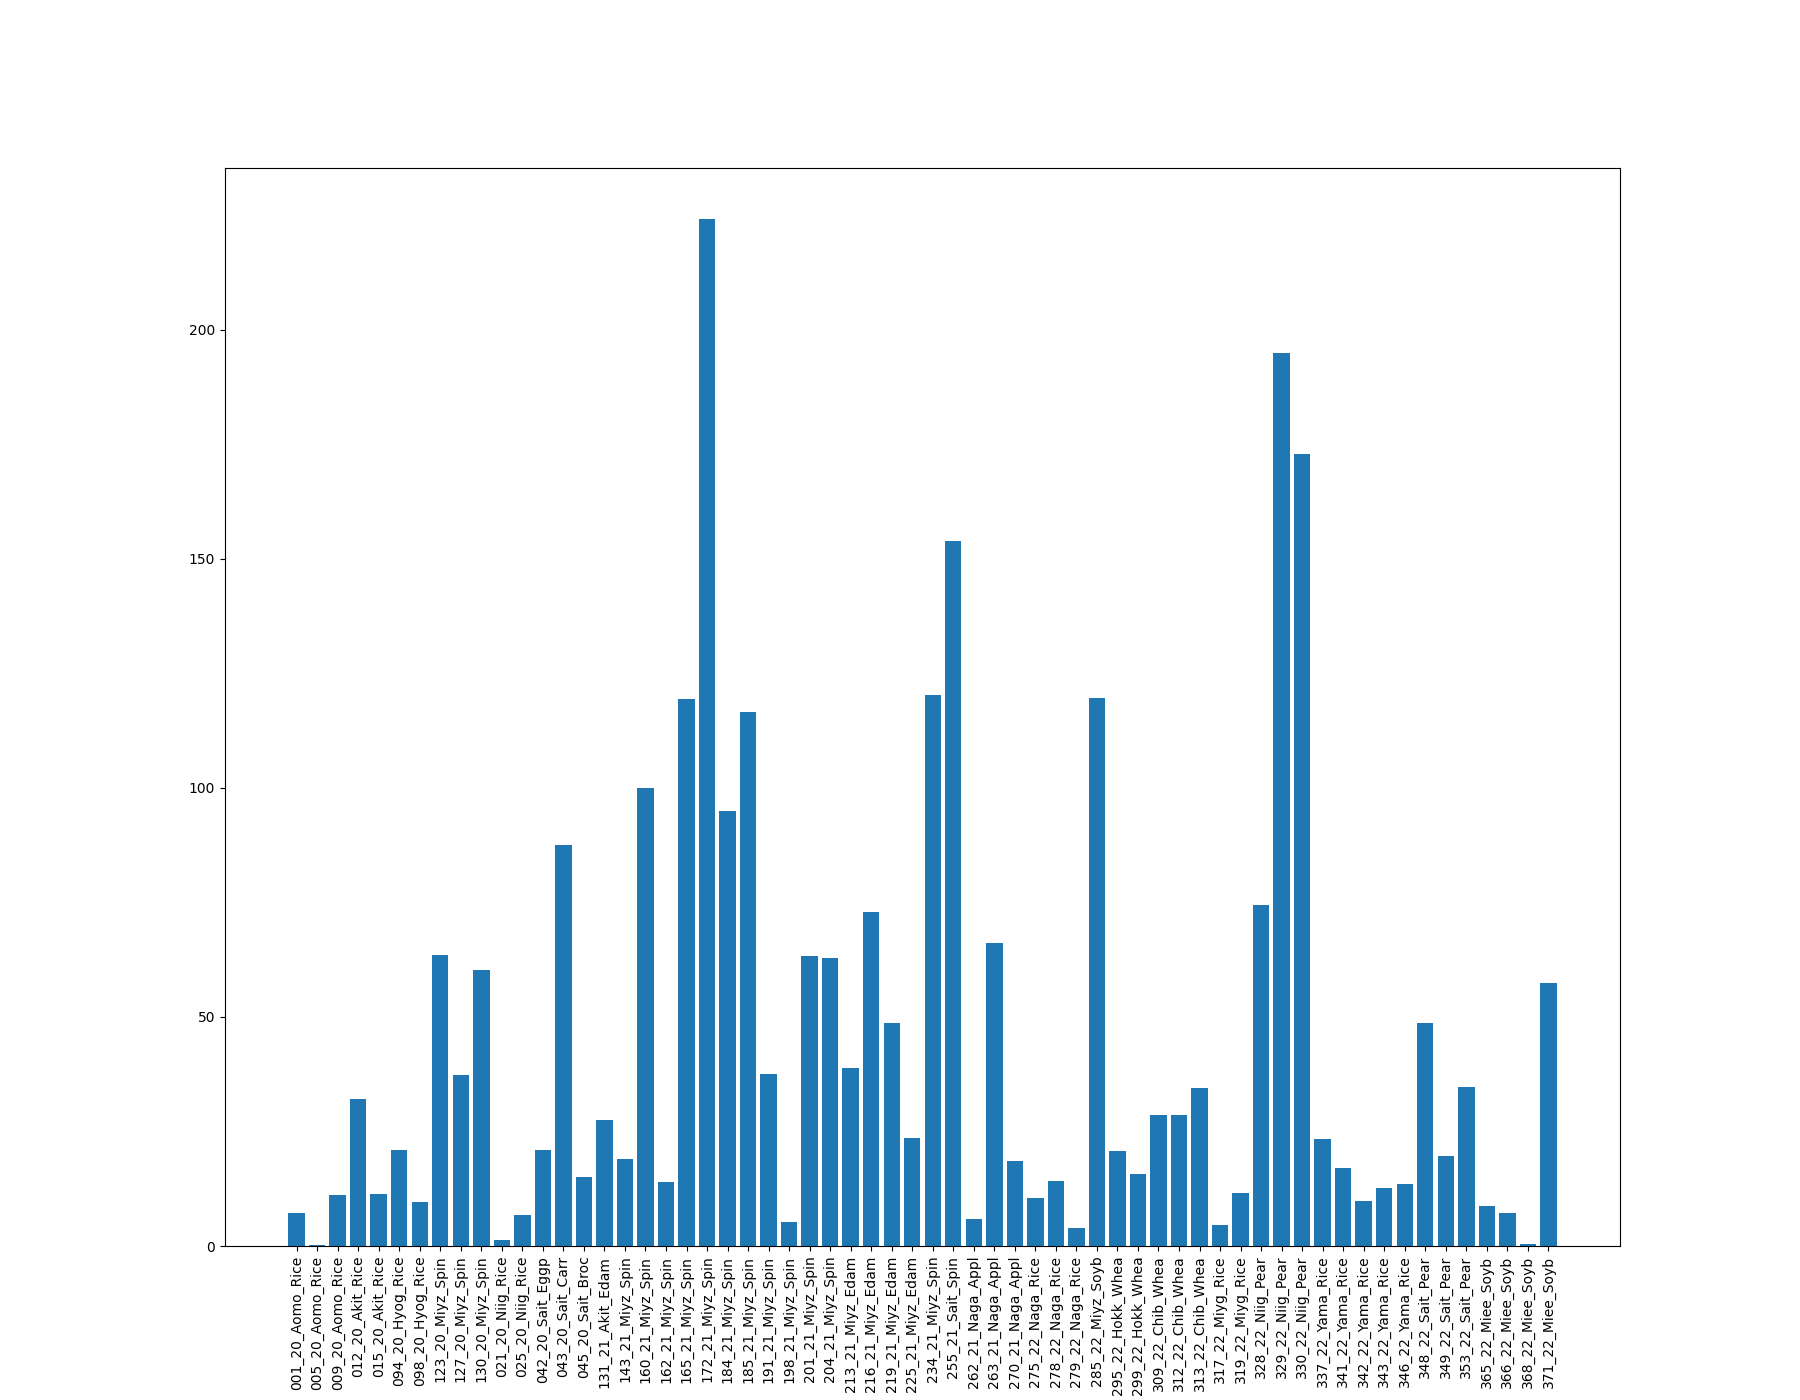 200
150
100
50
0
001_20_Aomo_Rice
005_20_Aomo_Rice
009_20_Aomo_Rice
012_20_Akit_Rice
015_20_Akit_Rice
094_20_Hyog_Rice
098_20_Hyog_Rice
123_20_Miyz_Spin
127_20_Miyz_Spin
130_20_Miyz_Spin
021_20_Niig_Rice
025_20_Niig_Rice
042_20_Sait_Eggp
043_20_Sait_Carr
045_20_Sait_Broc
131_21_Akit_Edam
143_21_Miyz_Spin
160_21_Miyz_Spin
162_21_Miyz_Spin
165_21_Miyz_Spin
172_21_Miyz_Spin
184_21_Miyz_Spin
185_21_Miyz_Spin
191_21_Miyz_Spin
198_21_Miyz_Spin
201_21_Miyz_Spin
204_21_Miyz_Spin
213_21_Miyz_Edam
216_21_Miyz_Edam
219_21_Miyz_Edam
225_21_Miyz_Edam
234_21_Miyz_Spin
255_21_Sait_Spin
262_21_Naga_Appl
263_21_Naga_Appl
270_21_Naga_Appl
275_22_Naga_Rice
278_22_Naga_Rice
279_22_Naga_Rice
285_22_Miyz_Soyb
295_22_Hokk_Whea
299_22_Hokk_Whea
309_22_Chib_Whea
312_22_Chib_Whea
313_22_Chib_Whea
317_22_Miyg_Rice
319_22_Miyg_Rice
328_22_Niig_Pear
329_22_Niig_Pear
330_22_Niig_Pear
337_22_Yama_Rice
341_22_Yama_Rice
342_22_Yama_Rice
343_22_Yama_Rice
346_22_Yama_Rice
348_22_Sait_Pear
349_22_Sait_Pear
353_22_Sait_Pear
365_22_Miee_Soyb
366_22_Miee_Soyb
368_22_Miee_Soyb
371_22_Miee_Soyb